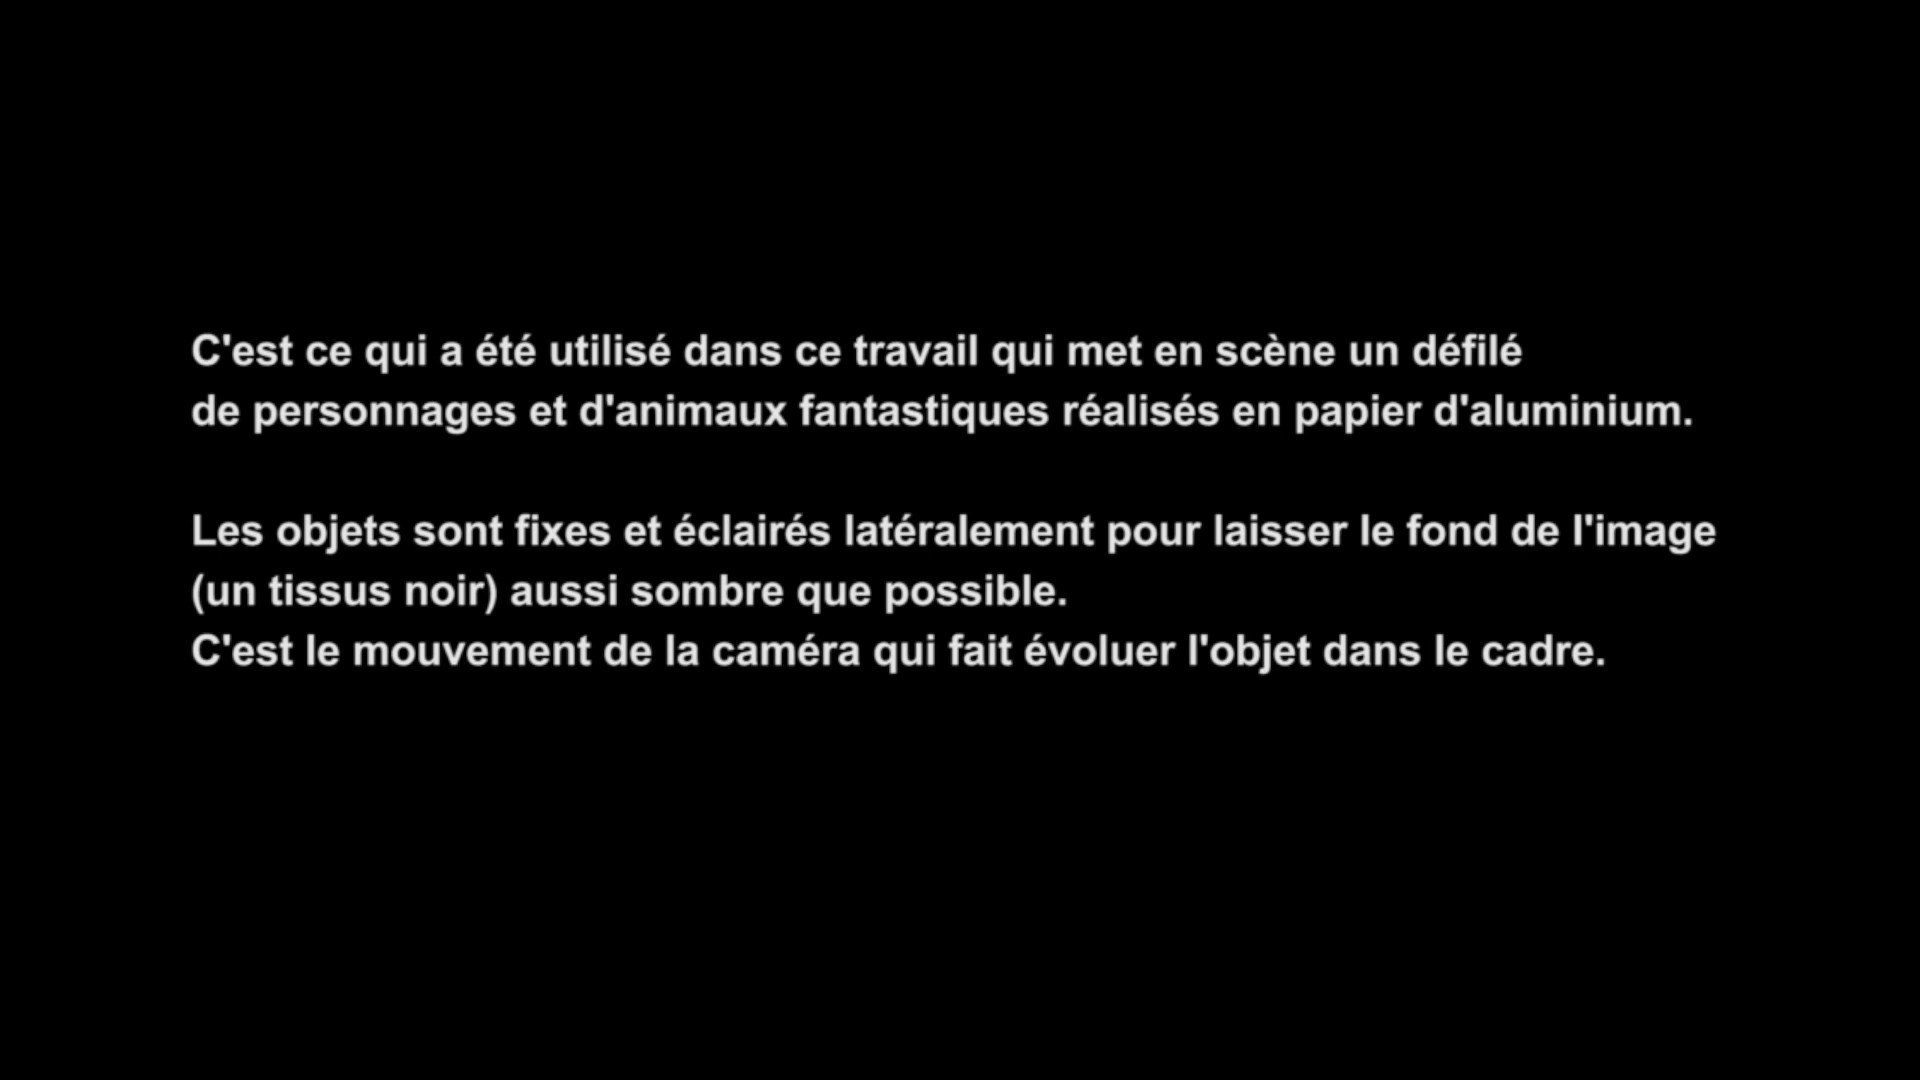 C'est ce qui a été utilisé dans ce travail qui met en scène un défilé
de personnages et d'animaux fantastiques réalisés en papier d'aluminium.
Les objets sont fixes et éclairés latéralement pour laisser le fond de l'image
(un tissus noir) aussi sombre que possible.
C'est le mouvement de la caméra qui fait évoluer l'objet dans le cadre.